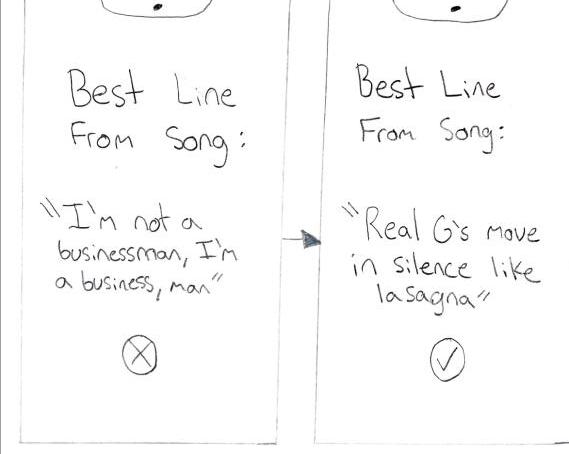 Best Line
From Song:
"I'm not a
businessman, I'm
a business, man"
Best Line
From Song:
"Real G's move
in silence like
lasagna"